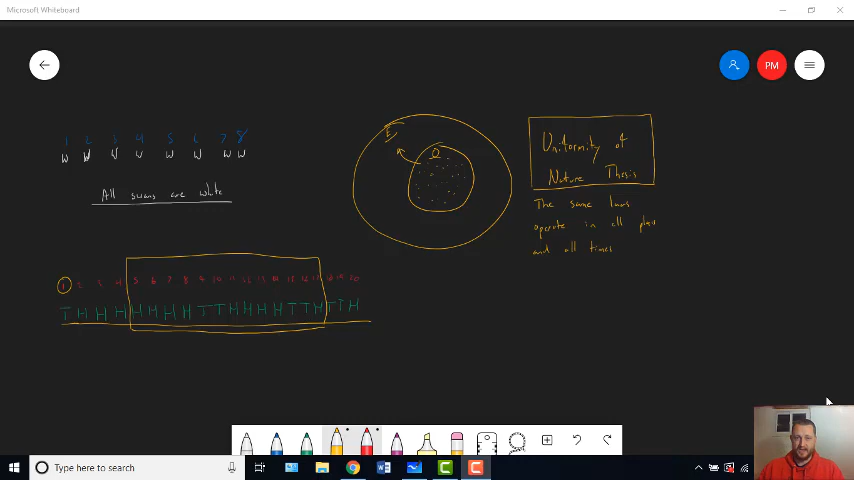 Microsoft Whiteboard
PM
1 2 3 4 5 6 7 8
W W W W W W W W
All swans are white
E
O
Uniformity of
Nature Thesis
The same laws
operate in all places
and all times
1 2 3 4 5 6 7 8 9 10 11 12 13 14 15 16 17 18 19 20
T H H H H H H H T T H H H H T T H T T H
Type here to search